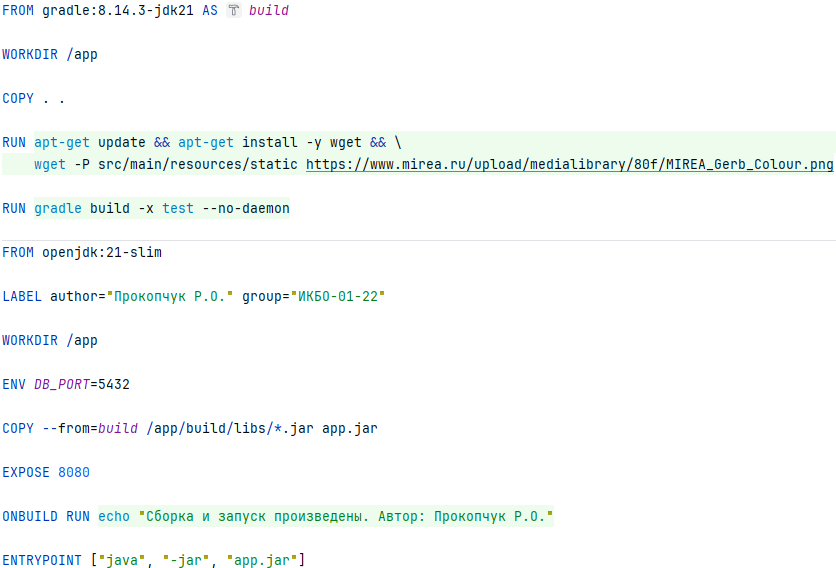 FROM gradle:8.14.3-jdk21 AS build
WORKDIR /app
COPY . .
RUN apt-get update && apt-get install -y wget && \
wget -P src/main/resources/static https://www.mirea.ru/upload/medialibrary/80f/MIREA_Gerb_Colour.png
RUN gradle build -x test --no-daemon
FROM openjdk:21-slim
LABEL author="Прокопчук Р.О." group="ИКБО-01-22"
WORKDIR /app
ENV DB_PORT=5432
COPY --from=build /app/build/libs/*.jar app.jar
EXPOSE 8080
ONBUILD RUN echo "Сборка и запуск произведены. Автор: Прокопчук Р.О."
ENTRYPOINT ["java", "-jar", "app.jar"]